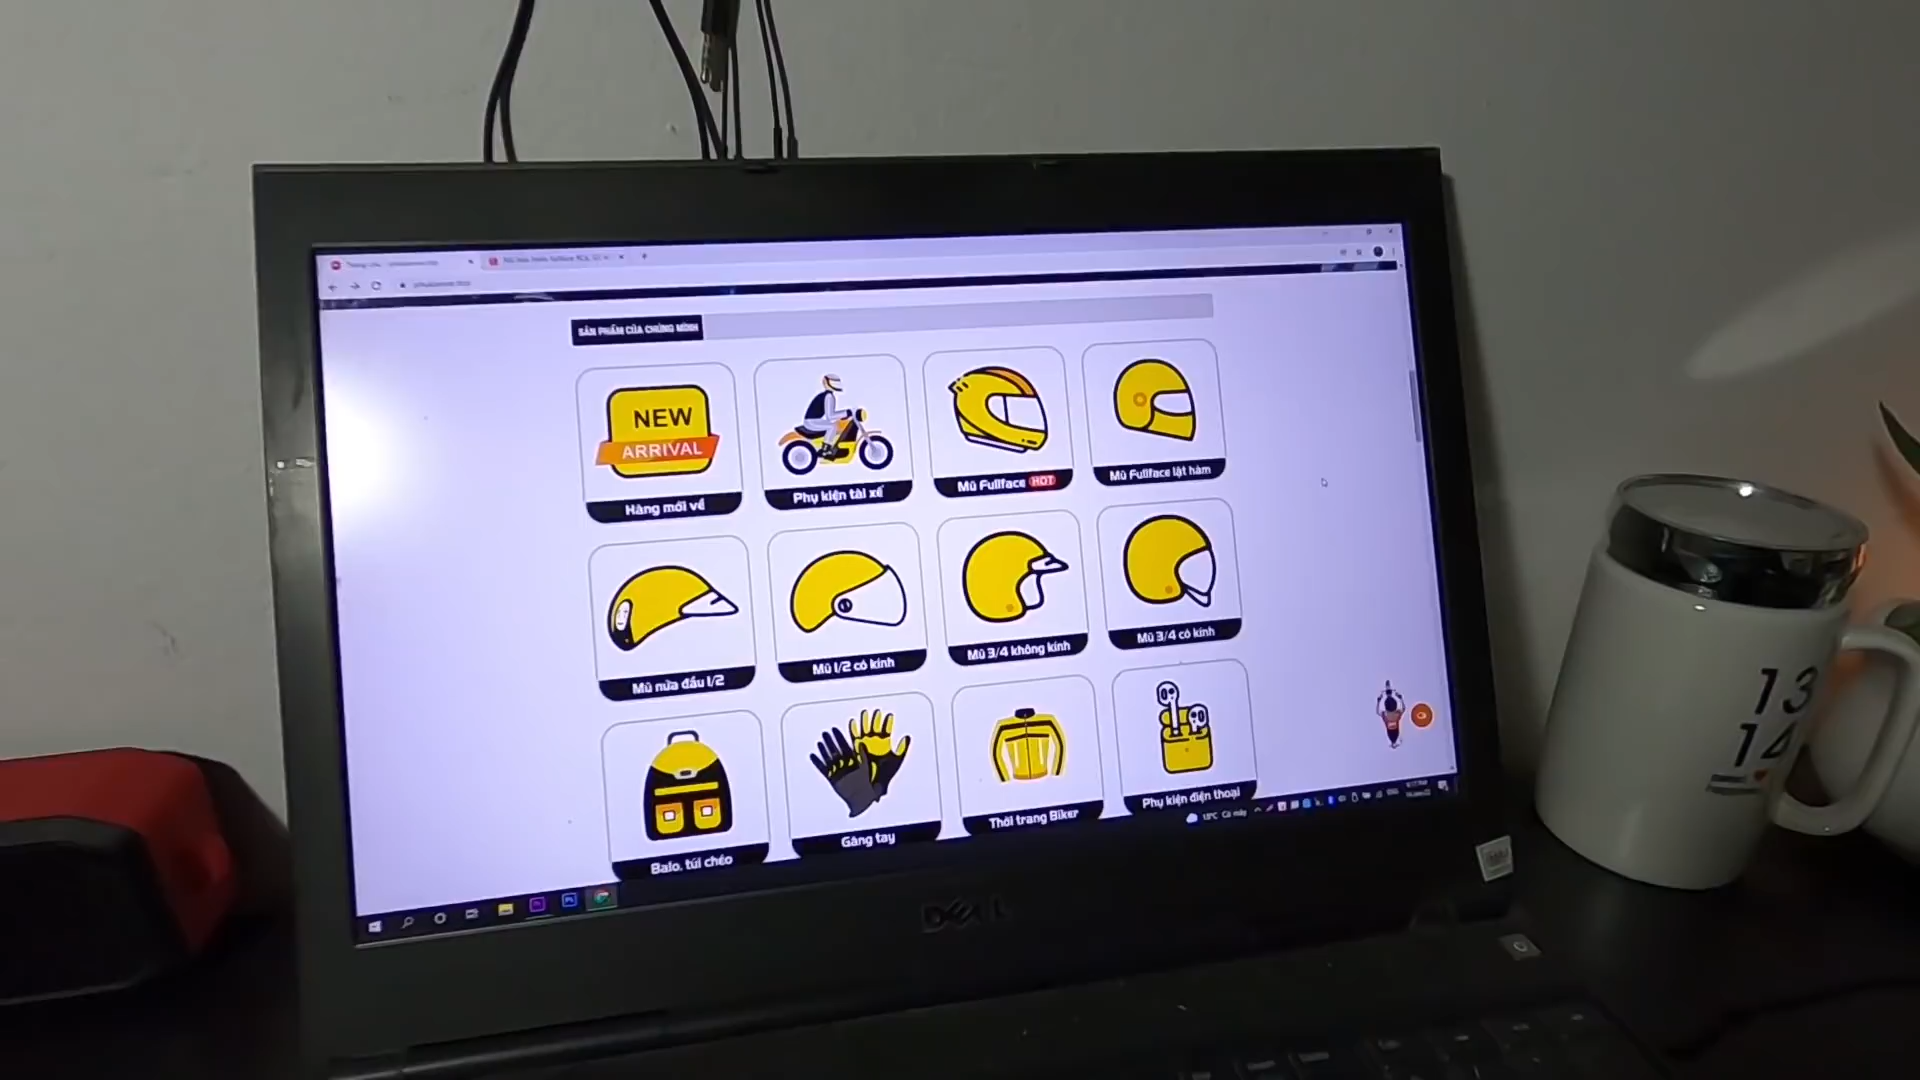 SẢN PHẨM CỦA CHÚNG MÌNH
NEW
ARRIVAL
Hàng mới về
Phụ kiện tài xế
Mũ Fullface HOT
Mũ Fullface lật hàm
Mũ nửa đầu 1/2
Mũ 1/2 có kính
Mũ 3/4 không kính
Mũ 3/4 có kính
Balo, túi chéo
Găng tay
Thời trang Biker
Phụ kiện điện thoại
DELL
13
14